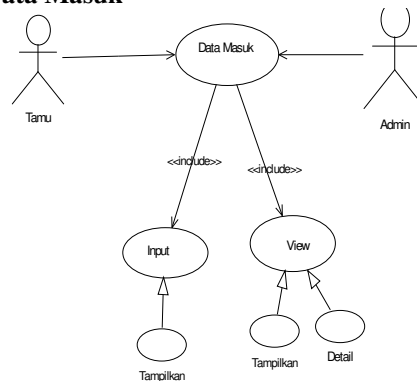 ata Masuk
Data Masuk
Tamu
Admin
<<include>>
<<include>>
Input
View
Tampilkan
Tampilkan
Detail